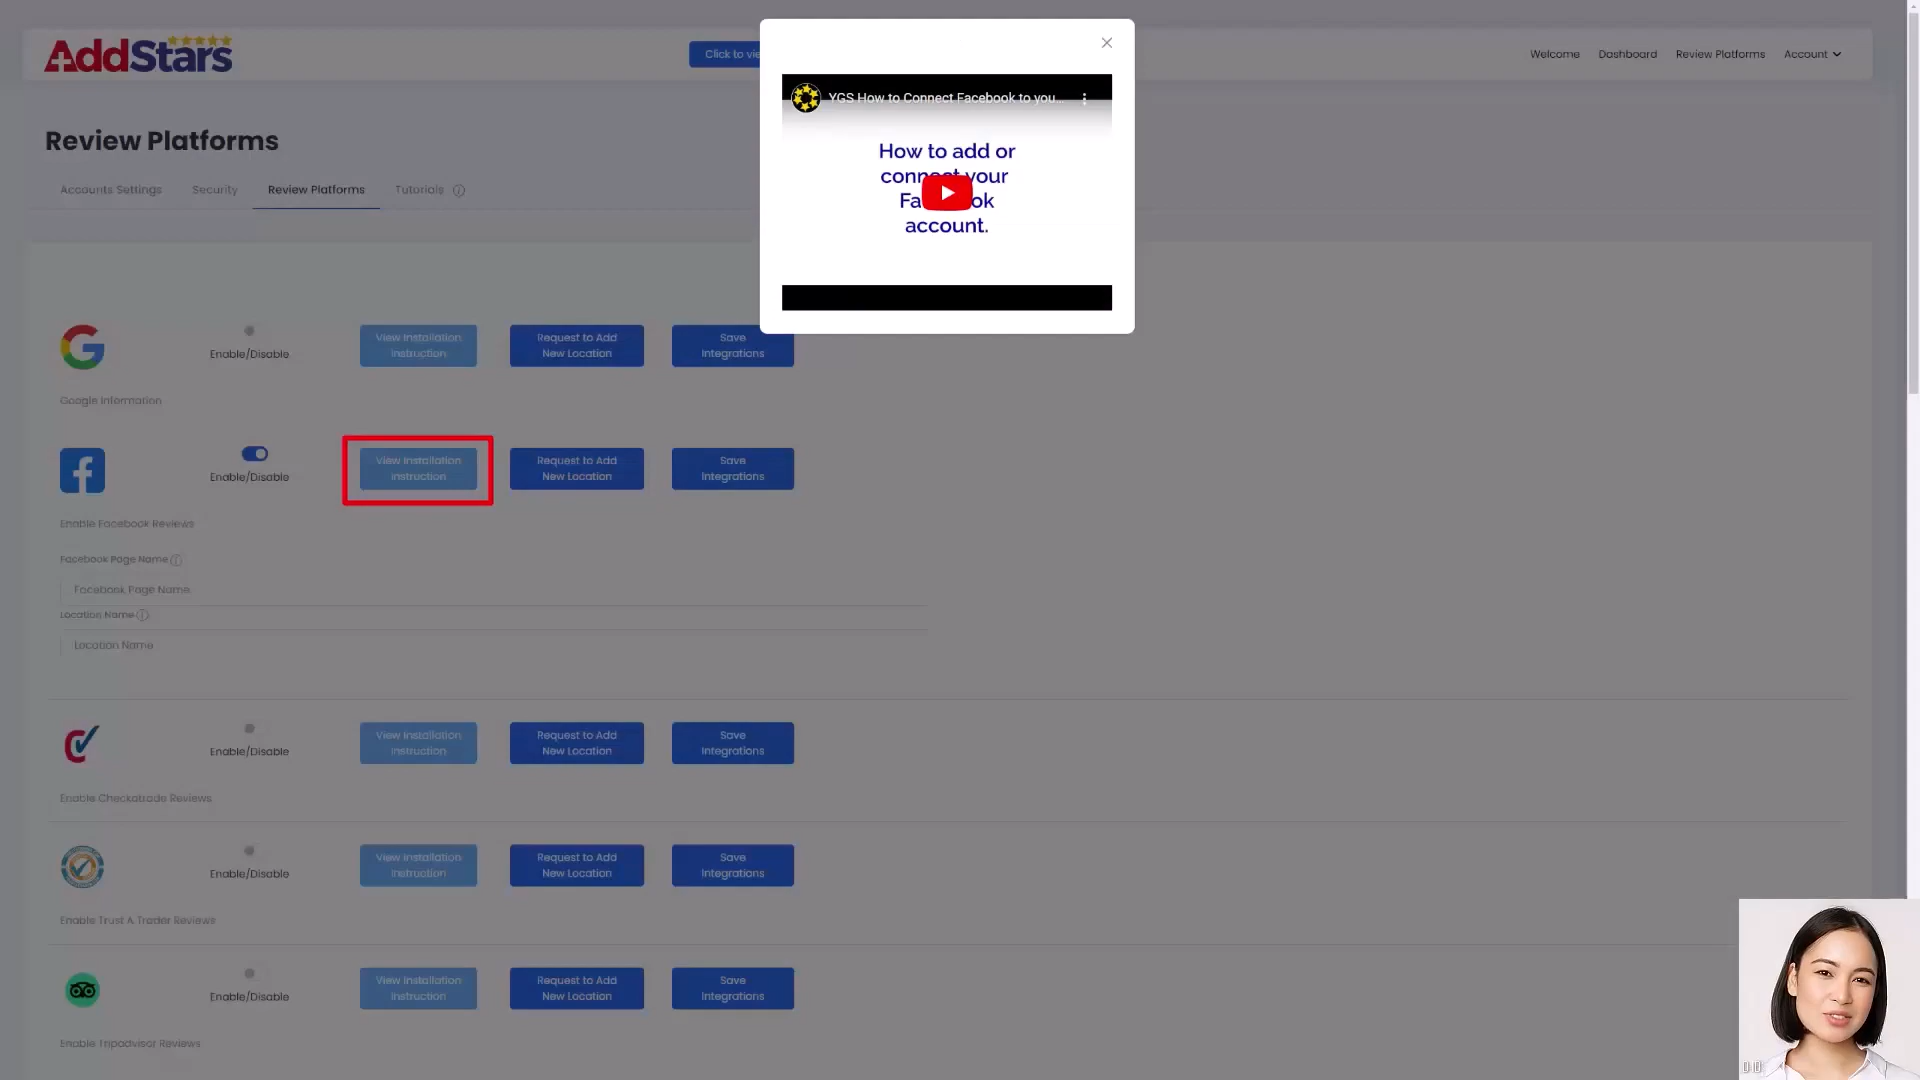 AddStars
Click to vie
Welcome
Dashboard
Review Platforms
Account
YGS How to Connect Facebook to you...
How to add or
connect your
Fa ok
account.
Review Platforms
Accounts Settings
Security
Review Platforms
Tutorials
Enable/Disable
View Installation
Instruction
Request to Add
New Location
Save
Integrations
Google Information
Enable/Disable
View Installation
Instruction
Request to Add
New Location
Save
Integrations
Enable Facebook Reviews
Facebook Page Name
Facebook Page Name
Location Name
Location Name
Enable/Disable
View Installation
Instruction
Request to Add
New Location
Save
Integrations
Enable Checkatrade Reviews
Enable/Disable
View Installation
Instruction
Request to Add
New Location
Save
Integrations
Enable Trust A Trader Reviews
Enable/Disable
View Installation
Instruction
Request to Add
New Location
Save
Integrations
Enable Tripadvisor Reviews
0:10